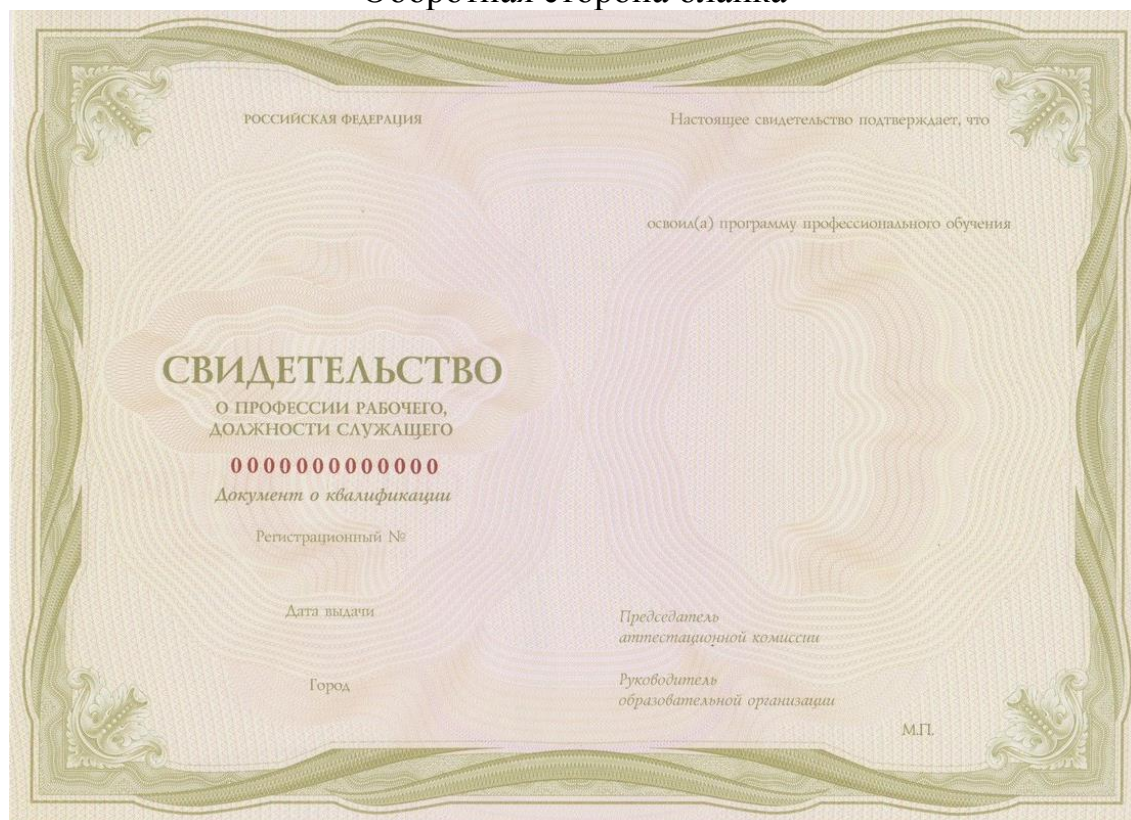 Оборотная сторона бланка
РОССИЙСКАЯ ФЕДЕРАЦИЯ
СВИДЕТЕЛЬСТВО
О ПРОФЕССИИ РАБОЧЕГО,
ДОЛЖНОСТИ СЛУЖАЩЕГО
0000000000000
Документ о квалификации
Регистрационный №
Дата выдачи
Город
Настоящее свидетельство подтверждает, что
освоил(а) программу профессионального обучения
Председатель
аттестационной комиссии
Руководитель
образовательной организации
М.П.